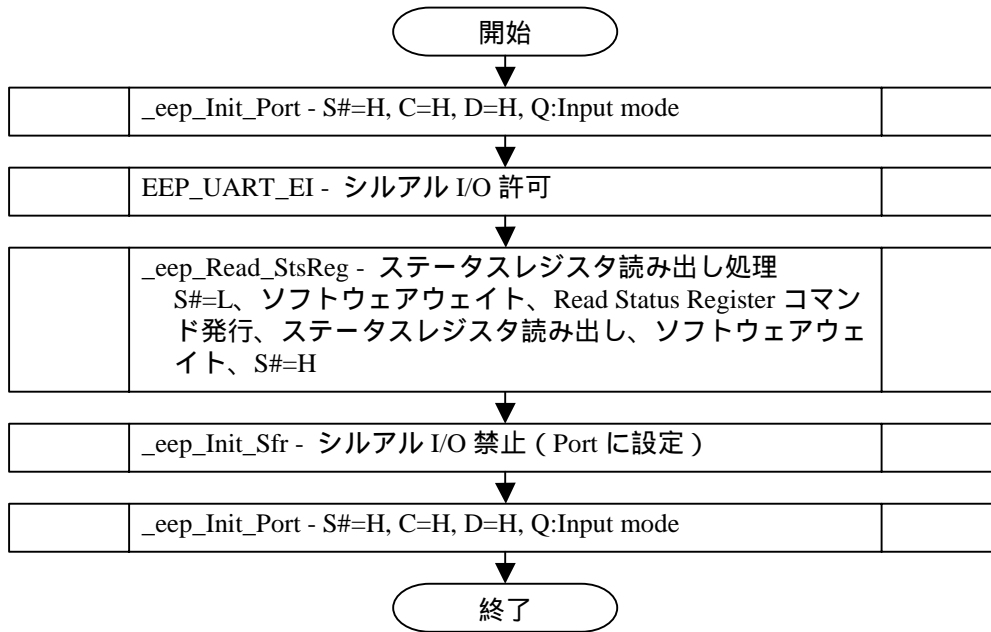 開始
_eep_Init_Port - S#=H, C=H, D=H, Q:Input mode
EEP_UART_EI - シルアル I/O 許可
_eep_Read_StsReg - ステータスレジスタ読み出し処理
S#=L、ソフトウェアウェイト、Read Status Register コマン
ド発行、ステータスレジスタ読み出し、ソフトウェアウェ
イト、S#=H
_eep_Init_Sfr - シルアル I/O 禁止（Port に設定）
_eep_Init_Port - S#=H, C=H, D=H, Q:Input mode
終了